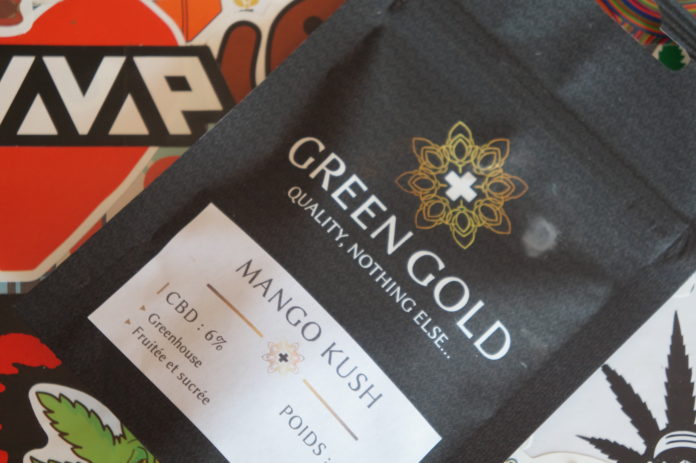 GREEN GOLD
QUALITY, NOTHING ELSE...
MANGO KUSH
CBD : 6%
Greenhouse
Fruitée et sucrée
POIDS :